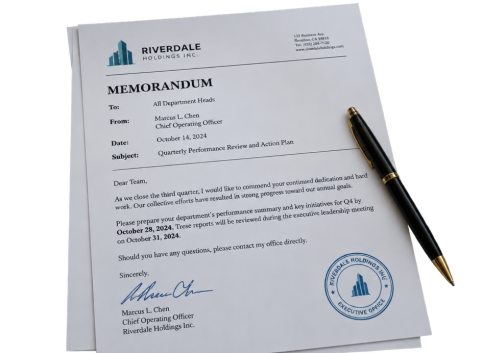 RIVERDALE
HOLDINGS INC.
MEMORANDUM
To: All Department Heads
From: Marcus L. Chen
Chief Operating Officer
Date: October 14, 2024
Subject: Quarterly Performance Review and Action Plan
Dear Team,
As we close the third quarter, I would like to commend your continued dedication and hard
work. Our collective efforts have resulted in strong progress toward our annual goals.
Please prepare your department's performance summary and key initiatives for Q4 by
October 28, 2024. These reports will be reviewed during the executive leadership meeting
on October 31, 2024.
Should you have any questions, please contact my office directly.
Sincerely,
Marcus L. Chen
Chief Operating Officer
Riverdale Holdings Inc.
RIVERDALE HOLDINGS INC
EXECUTIVE OFFICE